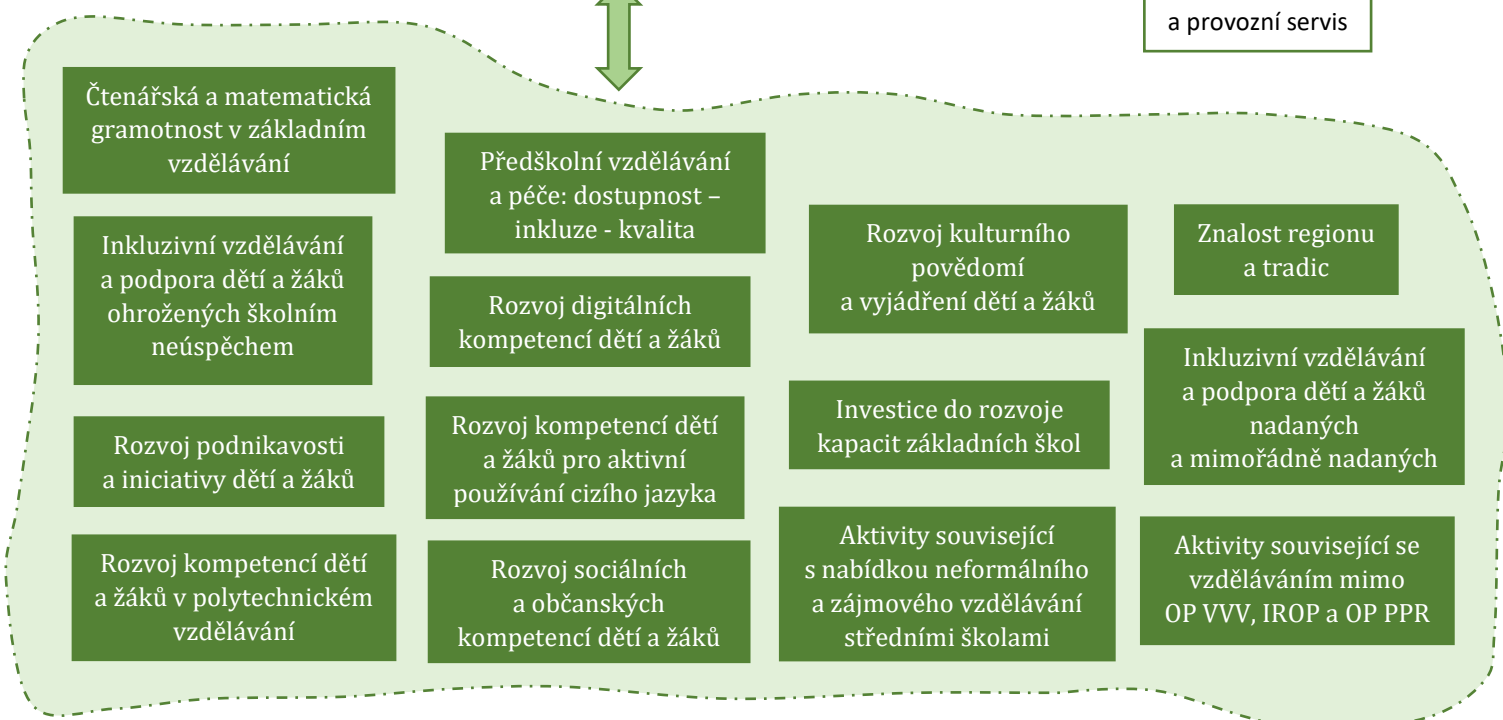 a provozní servis
Čtenářská a matematická
gramotnost v základním
vzdělávání
Inkluzivní vzdělávání
a podpora dětí a žáků
ohrožených školním
neúspěchem
Rozvoj podnikavosti
a iniciativy dětí a žáků
Rozvoj kompetencí dětí
a žáků v polytechnickém
vzdělávání
Předškolní vzdělávání
a péče: dostupnost –
inkluze - kvalita
Rozvoj digitálních
kompetencí dětí a žáků
Rozvoj kompetencí dětí
a žáků pro aktivní
používání cizího jazyka
Rozvoj sociálních
a občanských
kompetencí dětí a žáků
Rozvoj kulturního
povědomí
a vyjádření dětí a žáků
Investice do rozvoje
kapacit základních škol
Aktivity související
s nabídkou neformálního
a zájmového vzdělávání
středními školami
Znalost regionu
a tradic
Inkluzivní vzdělávání
a podpora dětí a žáků
nadaných
a mimořádně nadaných
Aktivity související se
vzděláváním mimo
OP VVV, IROP a OP PPR